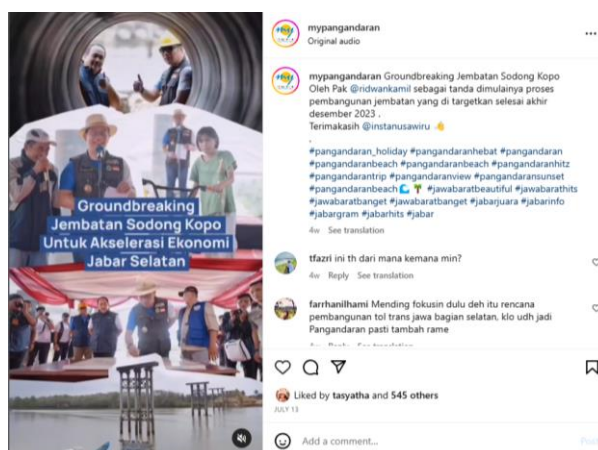 Groundbreaking
Jembatan Sodong Kopo
Untuk Akselerasi Ekonomi
Jabar Selatan
mypangandaran
Original audio
mypangandaran Groundbreaking Jembatan Sodong Kopo
Oleh Pak @ridwankamil sebagai tanda dimulainya proses
pembangunan jembatan yang di targetkan selesai akhir
desember 2023 .
Terimakasih @instanusawiru 👋
.
#pangandaran_holiday #pangandaranhebat #pangandaran
#pangandaranbeach #pangandaranbeach #pangandaranhitz
#pangandarantrip #pangandaranview #pangandaransunset
#pangandaranbeach🌊 🌴 #jawabaratbeautiful #jawabarathits
#jawabaratbanget #jawabaratbanget #jabarjuara #jabarinfo
#jabargram #jabarhits #jabar
4w See translation
tfazri ini th dari mana kemana min?
4w Reply See translation
farrhanilhami Mending fokusin dulu deh itu rencana
pembangunan tol trans jawa bagian selatan, klo udh jadi
Pangandaran pasti tambah rame
Liked by tasyatha and 545 others
JULY 13
Add a comment...
Post